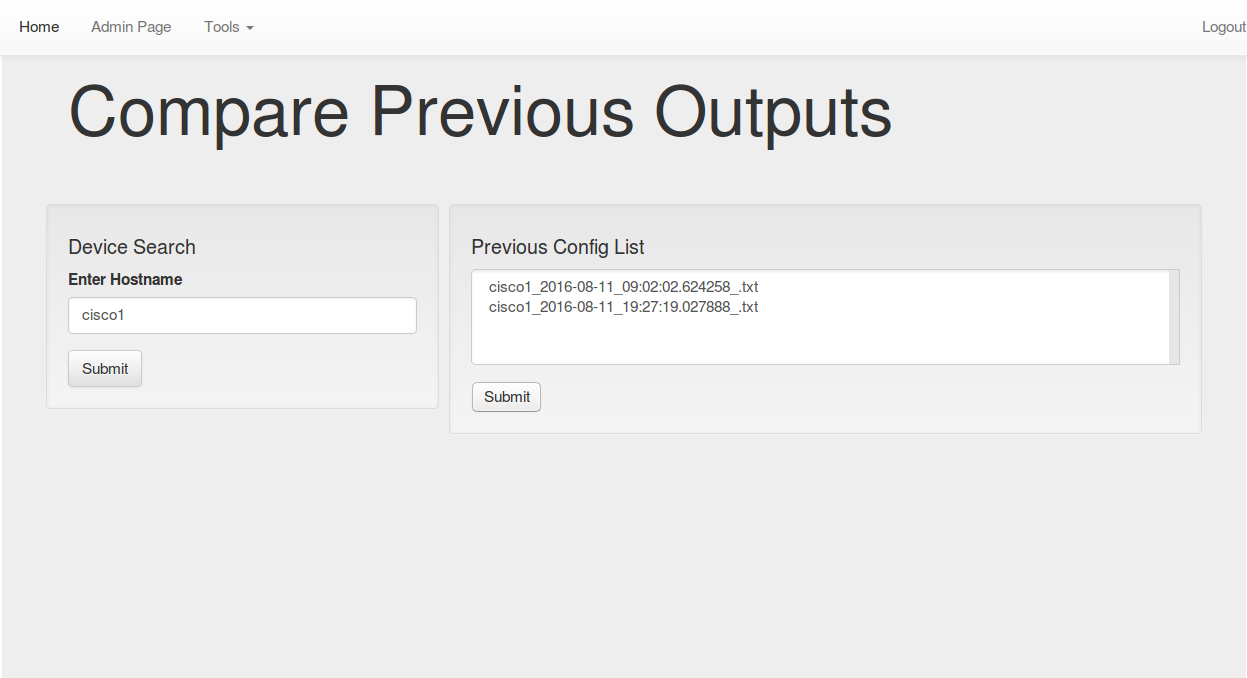 Home Admin Page Tools Logout
Compare Previous Outputs
Device Search
Enter Hostname
cisco1
Submit
Previous Config List
cisco1_2016-08-11_09:02:02.624258_.txt
cisco1_2016-08-11_19:27:19.027888_.txt
Submit